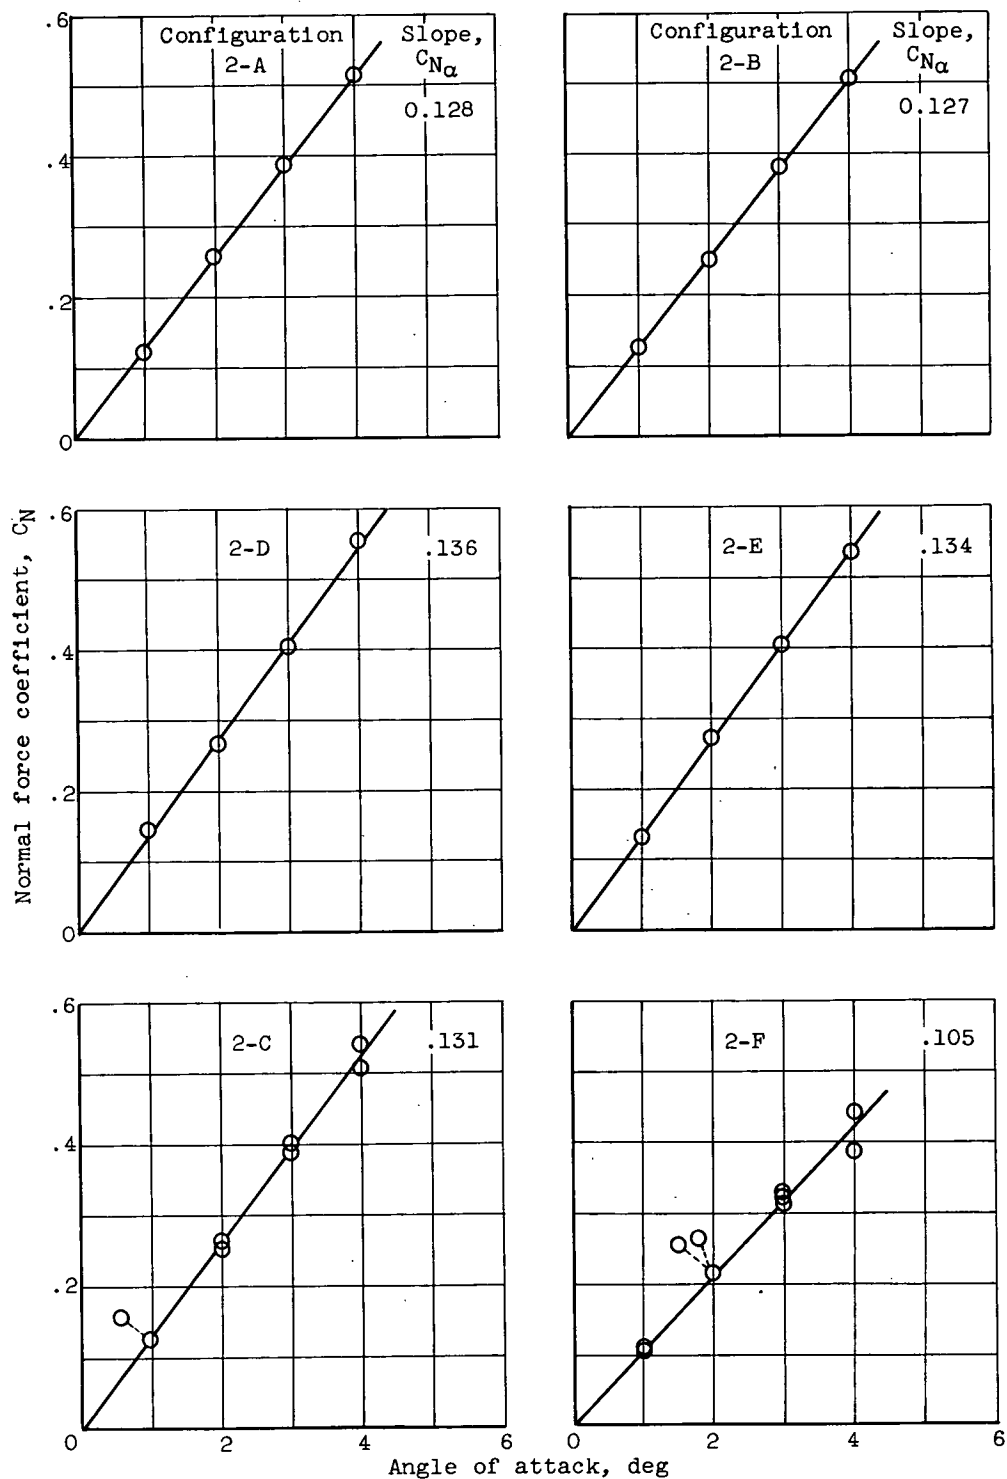 .6
Configuration
2-A
Slope,
CNα
0.128
.4
.2
0
Configuration
2-B
Slope,
CNα
0.127
Normal force coefficient, CN
.6
2-D
.136
.4
.2
0
2-E
.134
.6
2-C
.131
.4
.2
0
2
4
6
2-F
.105
0
2
4
6
Angle of attack, deg